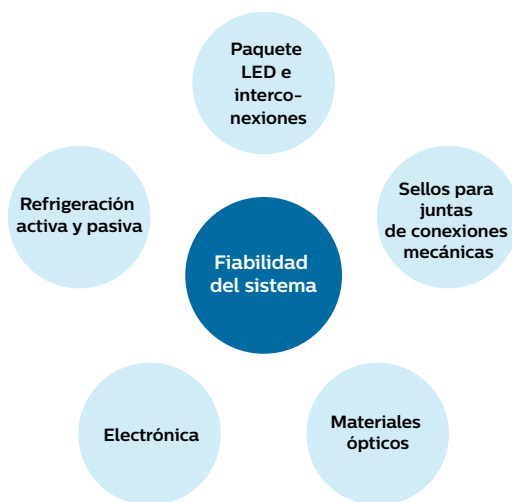 Paquete
LED e
interco-
nexiones
Refrigeración
activa y pasiva
Sellos para
juntas
de conexiones
mecánicas
Fiabilidad
del sistema
Electrónica
Materiales
ópticos